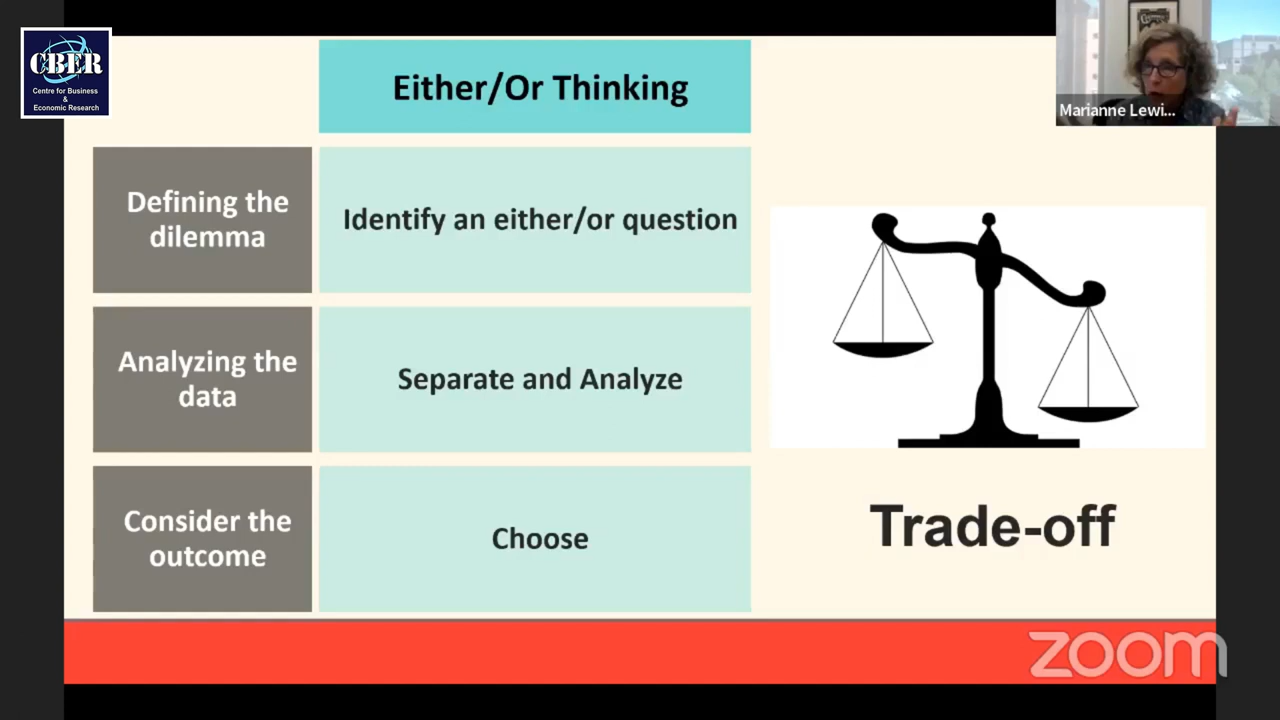 CBER
Centre for Business
&
Economic Research
Marianne Lewi...
Either/Or Thinking
Defining the
dilemma
Identify an either/or question
Analyzing the
data
Separate and Analyze
Consider the
outcome
Choose
Trade-off
zoom